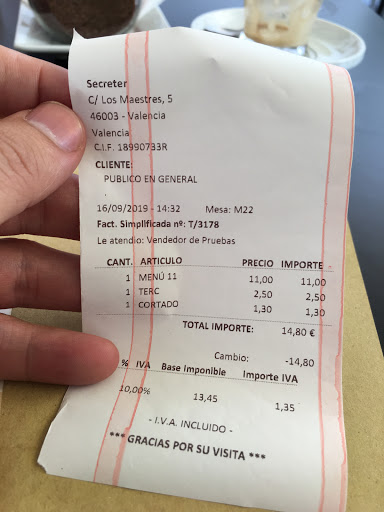 Secreter
C/ Los Maestres, 5
46003 - Valencia
Valencia
C.I.F. 18990733R
CLIENTE:
PUBLICO EN GENERAL
.
16/09/2019 - 14:32 Mesa: M22
Fact. Simplificada nº: T/3178
Le atendio: Vendedor de Pruebas
CANT. ARTICULO PRECIO IMPORTE
1 MENÚ 11 11,00 11,00
1 TERC 2,50 2,50
1 CORTADO 1,30 1,30
TOTAL IMPORTE: 14,80 €
Cambio: -14,80
% IVA Base Imponible Importe IVA
10,00% 13,45 1,35
- I.V.A. INCLUIDO -
*** GRACIAS POR SU VISITA ***